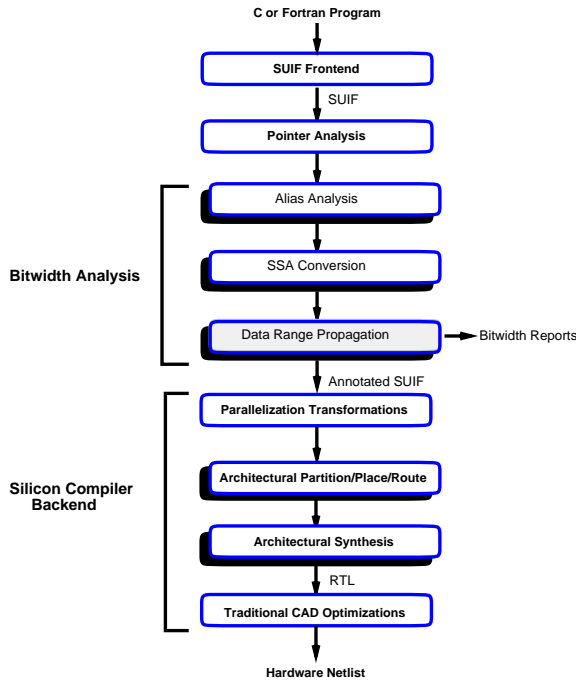 C or Fortran Program
SUIF Frontend
SUIF
Pointer Analysis
Alias Analysis
SSA Conversion
Bitwidth Analysis
Data Range Propagation
Bitwidth Reports
Annotated SUIF
Parallelization Transformations
Architectural Partition/Place/Route
Silicon Compiler
Backend
Architectural Synthesis
RTL
Traditional CAD Optimizations
Hardware Netlist